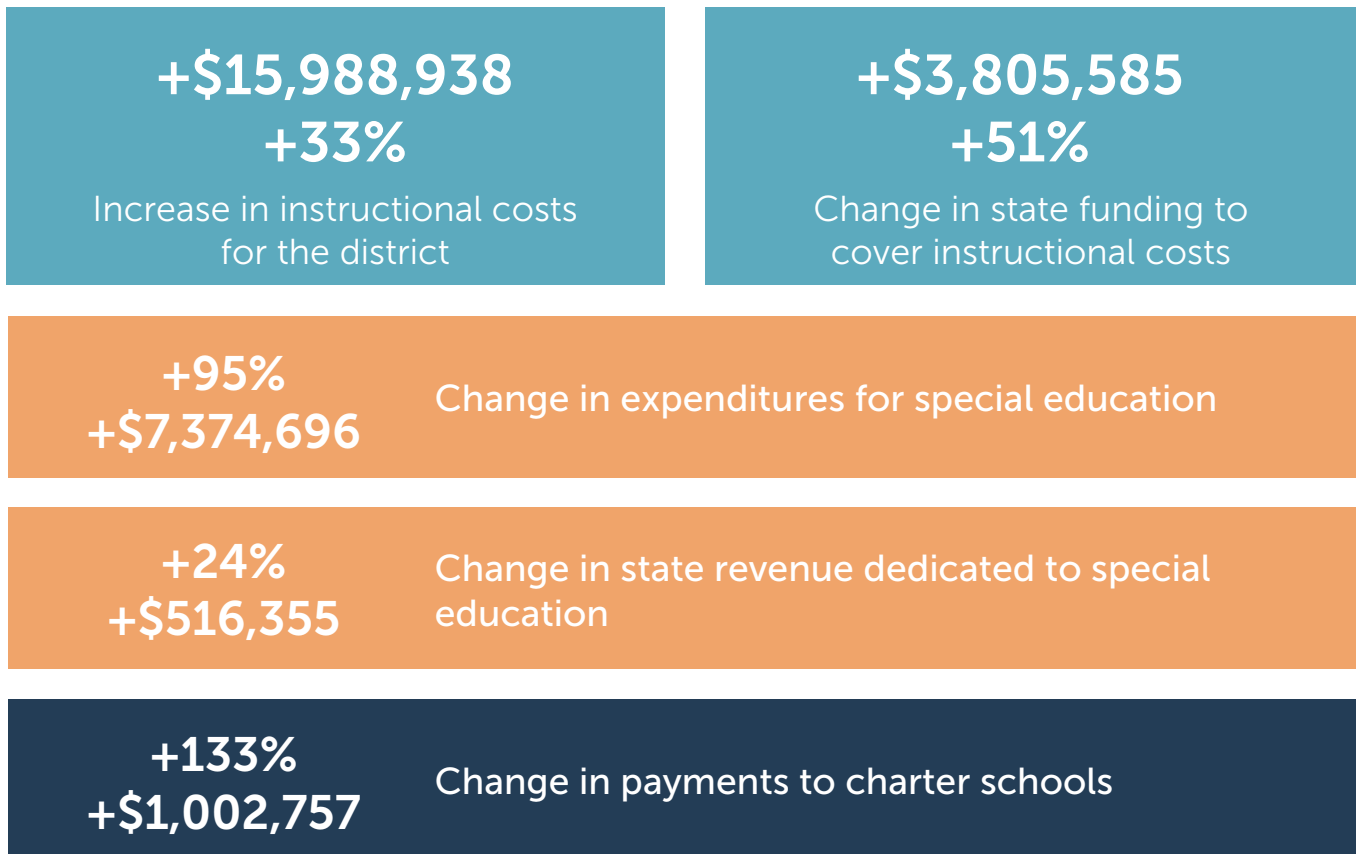 +$15,988,938
+33%
Increase in instructional costs
for the district
+$3,805,585
+51%
Change in state funding to
cover instructional costs
+95%
+$7,374,696
Change in expenditures for special education
+24%
+$516,355
Change in state revenue dedicated to special
education
+133%
+$1,002,757
Change in payments to charter schools